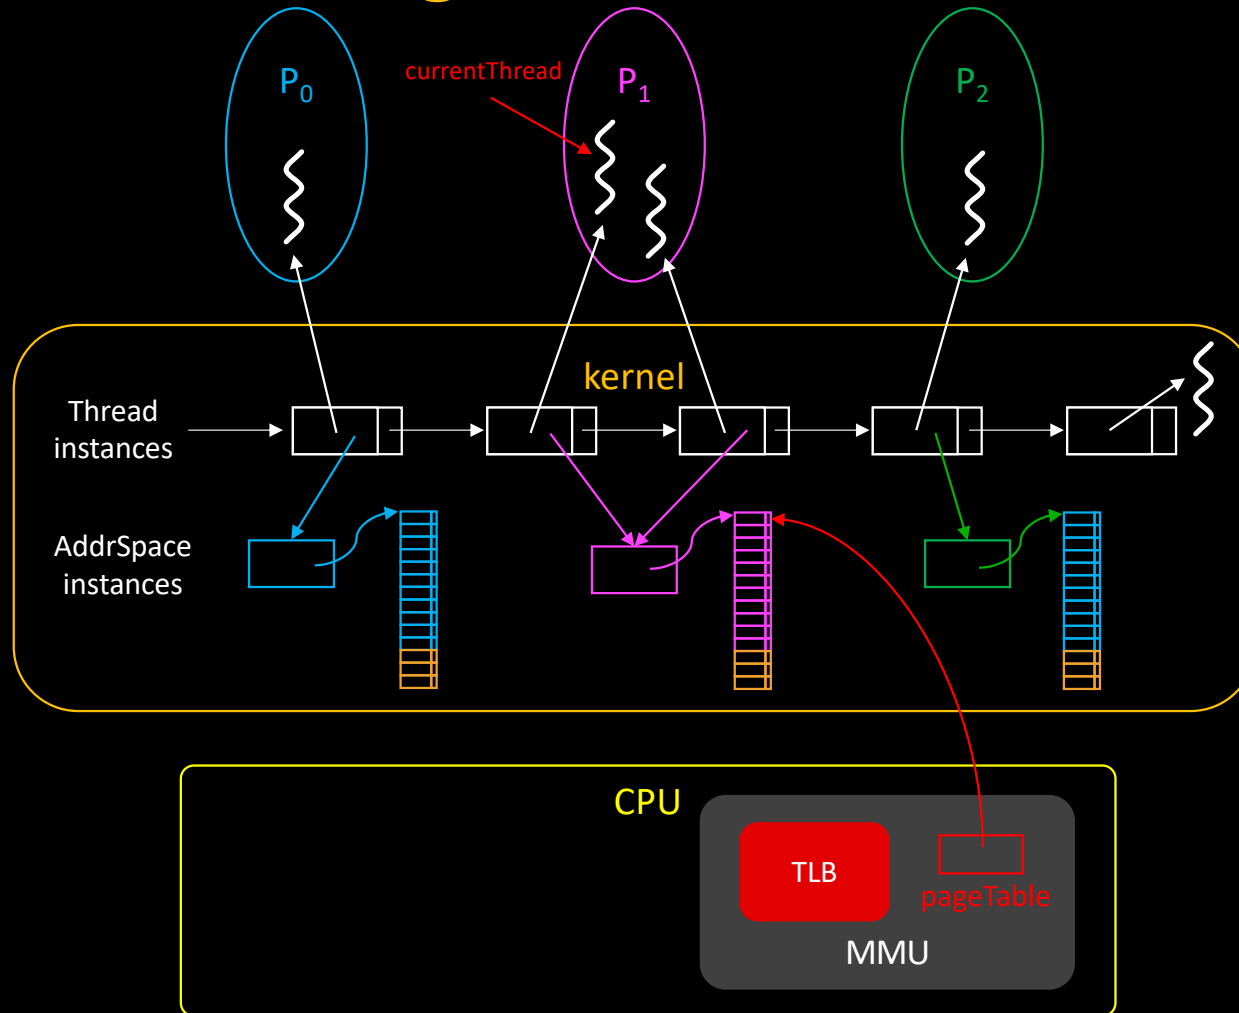 P0
currentThread
P1
P2
kernel
Thread
instances
AddrSpace
instances
CPU
TLB
pageTable
MMU